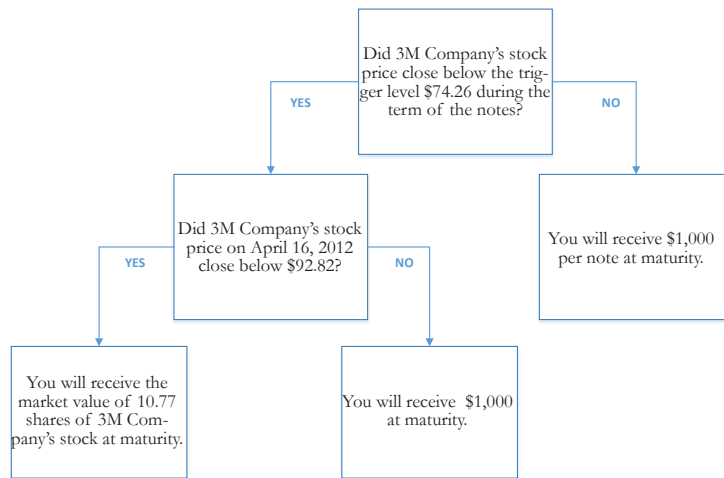 Did 3M Company's stock
price close below the trig-
ger level $74.26 during the
term of the notes?
YES
NO
Did 3M Company's stock
price on April 16, 2012
close below $92.82?
You will receive $1,000
per note at maturity.
YES
NO
You will receive the
market value of 10.77
shares of 3M Com-
pany's stock at maturity.
You will receive $1,000
at maturity.